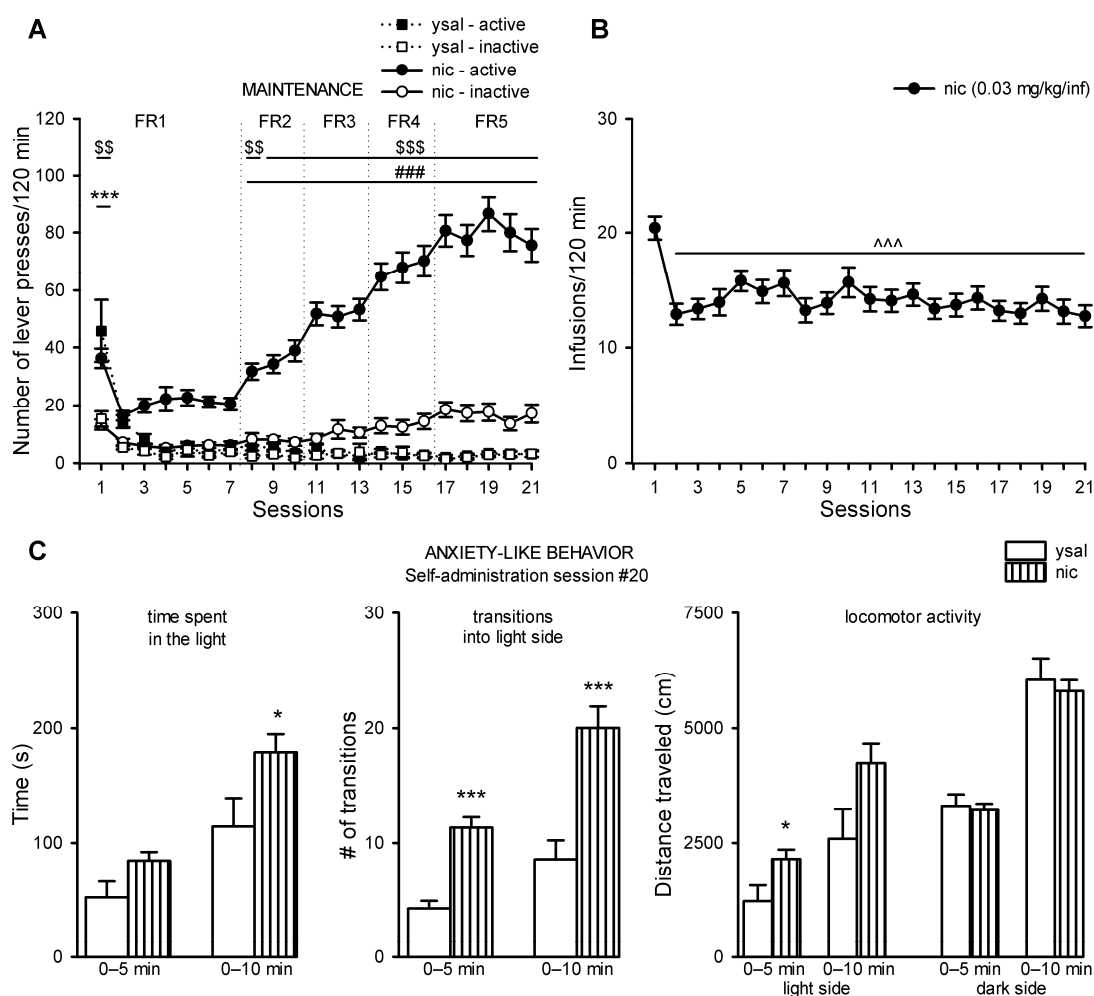 A
ysal - active
ysal - inactive
nic - active
nic - inactive
MAINTENANCE
FR1 FR2 FR3 FR4 FR5
$$ $$ $$$
###
***
Number of lever presses/120 min
120
100
80
60
40
20
0
1 3 5 7 9 11 13 15 17 19 21
Sessions
B
nic (0.03 mg/kg/inf)
^^^
Infusions/120 min
30
20
10
0
1 3 5 7 9 11 13 15 17 19 21
Sessions
C
ANXIETY-LIKE BEHAVIOR
Self-administration session #20
ysal
nic
time spent
in the light
*
Time (s)
300
200
100
0
0–5 min 0–10 min
transitions
into light side
***
***
# of transitions
30
20
10
0
0–5 min 0–10 min
locomotor activity
*
Distance traveled (cm)
7500
5000
2500
0
0–5 min 0–10 min 0–5 min 0–10 min
light side dark side